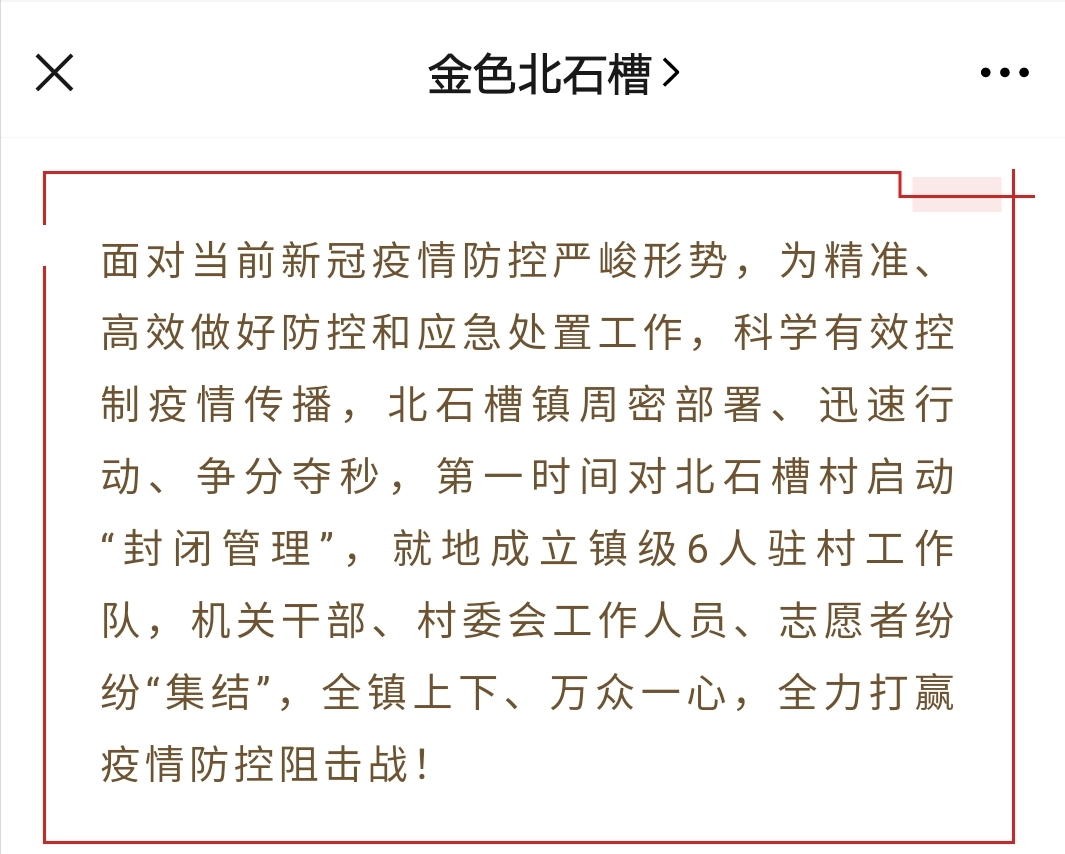 金色北石槽
面对当前新冠疫情防控严峻形势，为精准、
高效做好防控和应急处置工作，科学有效控
制疫情传播，北石槽镇周密部署、迅速行
动、争分夺秒，第一时间对北石槽村启动
“封闭管理”，就地成立镇级6人驻村工作
队，机关干部、村委会工作人员、志愿者纷
纷“集结”，全镇上下、万众一心，全力打赢
疫情防控阻击战！